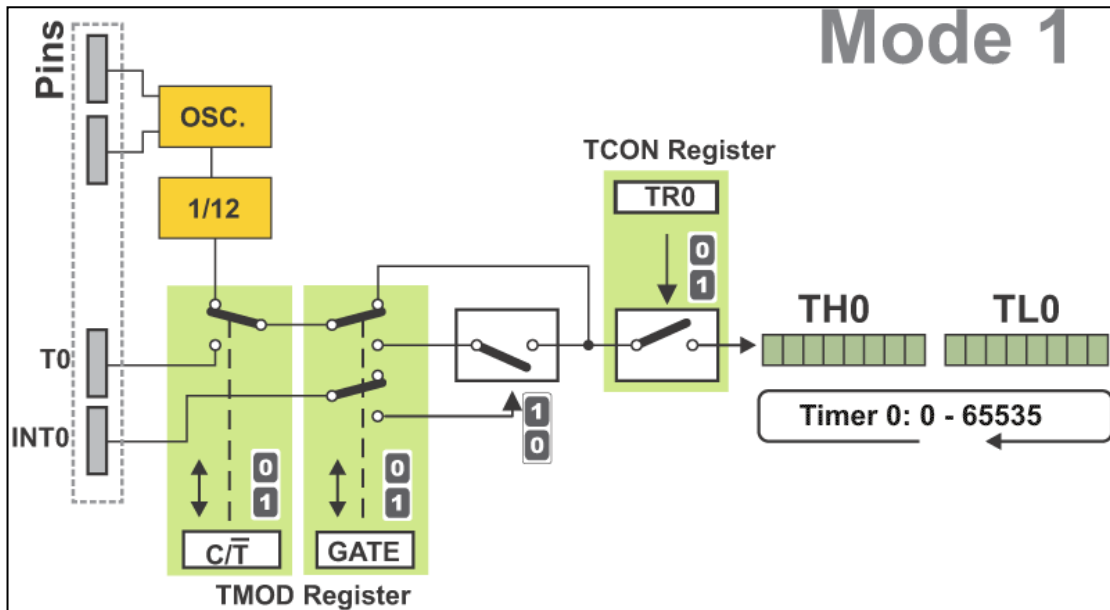 Mode 1
Pins
OSC.
1/12
TCON Register
TR0
0
1
TH0 TL0
T0
INT0
1
0
Timer 0: 0 - 65535
0
1
0
1
C/T̅
GATE
TMOD Register